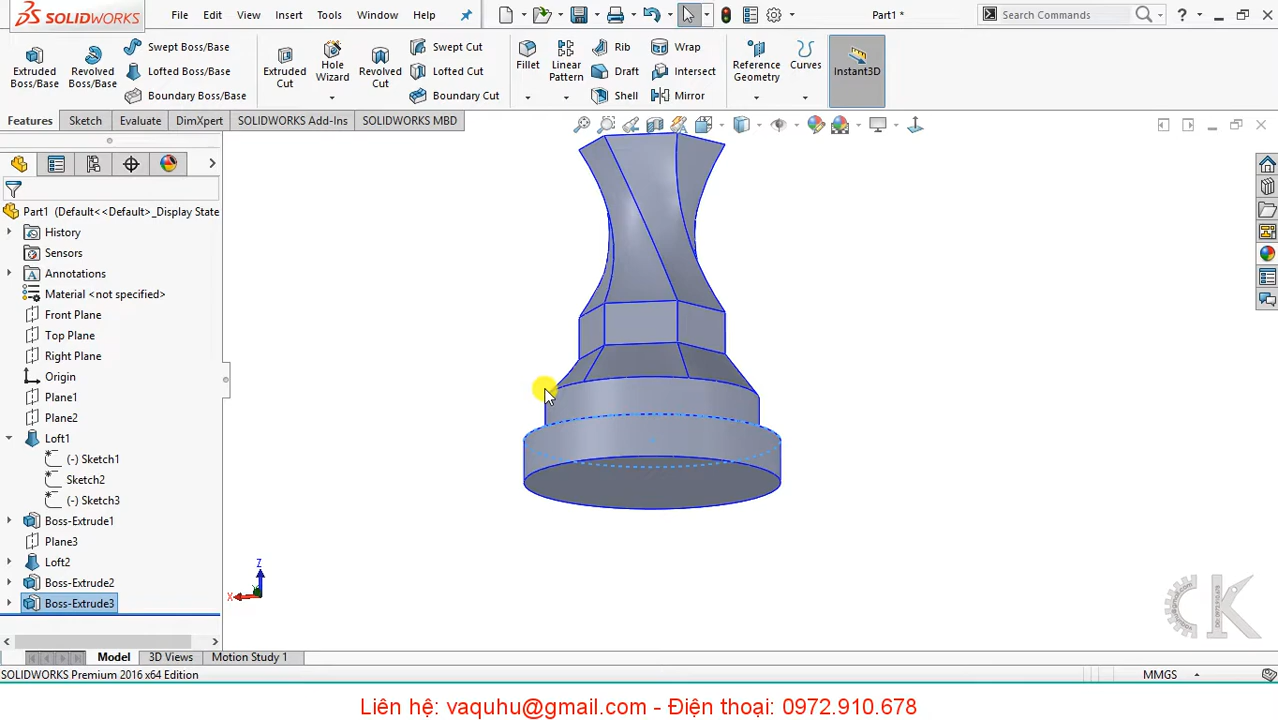 SOLIDWORKS File Edit View Insert Tools Window Help Part1 * Search Commands ?
Extruded Boss/Base Revolved Boss/Base Swept Boss/Base Lofted Boss/Base Boundary Boss/Base Extruded Cut Hole Wizard Revolved Cut Swept Cut Lofted Cut Boundary Cut Fillet Linear Pattern Rib Draft Shell Wrap Intersect Mirror Reference Geometry Curves Instant3D
Features Sketch Evaluate DimXpert SOLIDWORKS Add-Ins SOLIDWORKS MBD
Part1 (Default<<Default>_Display State
History
Sensors
Annotations
Material <not specified>
Front Plane
Top Plane
Right Plane
Origin
Plane1
Plane2
Loft1
(-) Sketch1
Sketch2
(-) Sketch3
Boss-Extrude1
Plane3
Loft2
Boss-Extrude2
Boss-Extrude3
Z
X
Model 3D Views Motion Study 1
SOLIDWORKS Premium 2016 x64 Edition MMGS
Liên hệ: vaquhu@gmail.com - Điện thoại: 0972.910.678